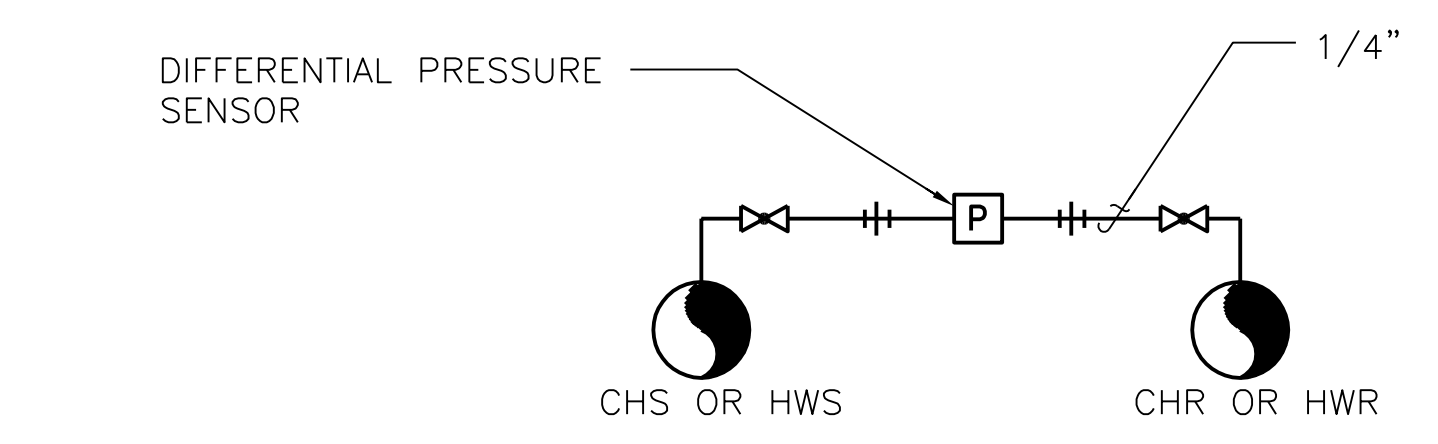 1/4”
DIFFERENTIAL PRESSURE
SENSOR
P
CHS OR HWS
CHR OR HWR